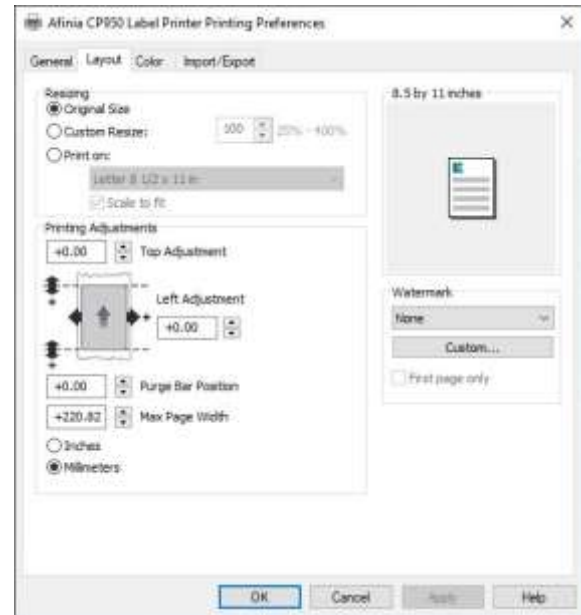 Afinia CP950 Label Printer Printing Preferences
General Layout Color Import/Export
Resizing
Original Size
Custom Resize: 100 25% - 400%
Print on:
Letter 8 1/2 x 11 in
Scale to fit
Printing Adjustments
+0.00 Top Adjustment
Left Adjustment
+0.00
+0.00 Purge Bar Position
+220.82 Max Page Width
Inches
Millimeters
8.5 by 11 inches
Watermark
None
Custom...
First page only
OK Cancel Apply Help